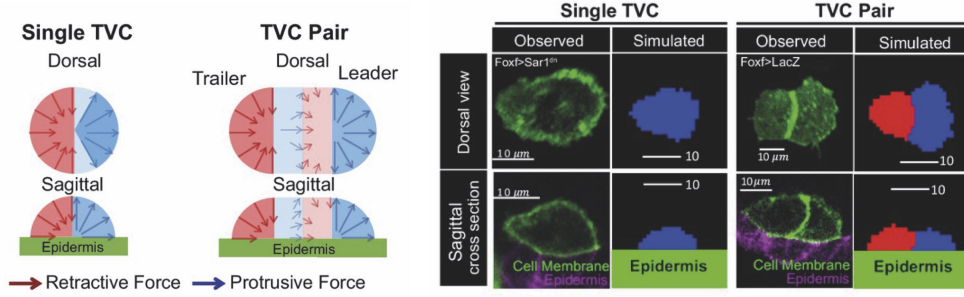 Single TVC
Dorsal
Sagittal
Epidermis
TVC Pair
Dorsal
Trailer
Leader
Sagittal
Epidermis
Retractive Force
Protrusive Force
Single TVC
TVC Pair
Observed
Simulated
Observed
Simulated
Dorsal view
Foxf>Sar1dn
10 μm
10
Foxf>LacZ
10 μm
10
Sagittal
cross section
10 μm
Cell Membrane
Epidermis
10
Epidermis
10μm
Cell Membrane
Epidermis
10
Epidermis